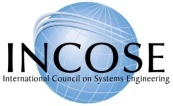 INCOSE
International Council on Systems Engineering